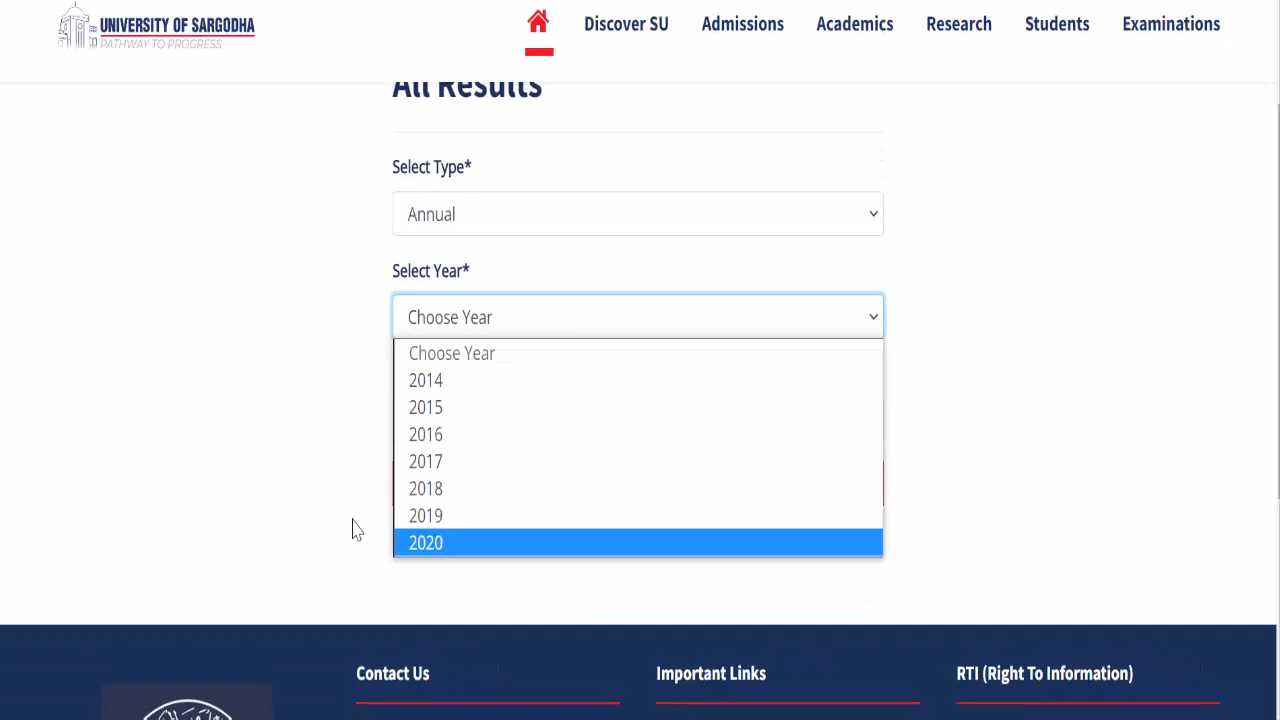 UNIVERSITY OF SARGODHA
PATHWAY TO PROGRESS
Discover SU
Admissions
Academics
Research
Students
Examinations
All Results
Select Type*
Annual
Select Year*
Choose Year
Choose Year
2014
2015
2016
2017
2018
2019
2020
Contact Us
Important Links
RTI (Right To Information)